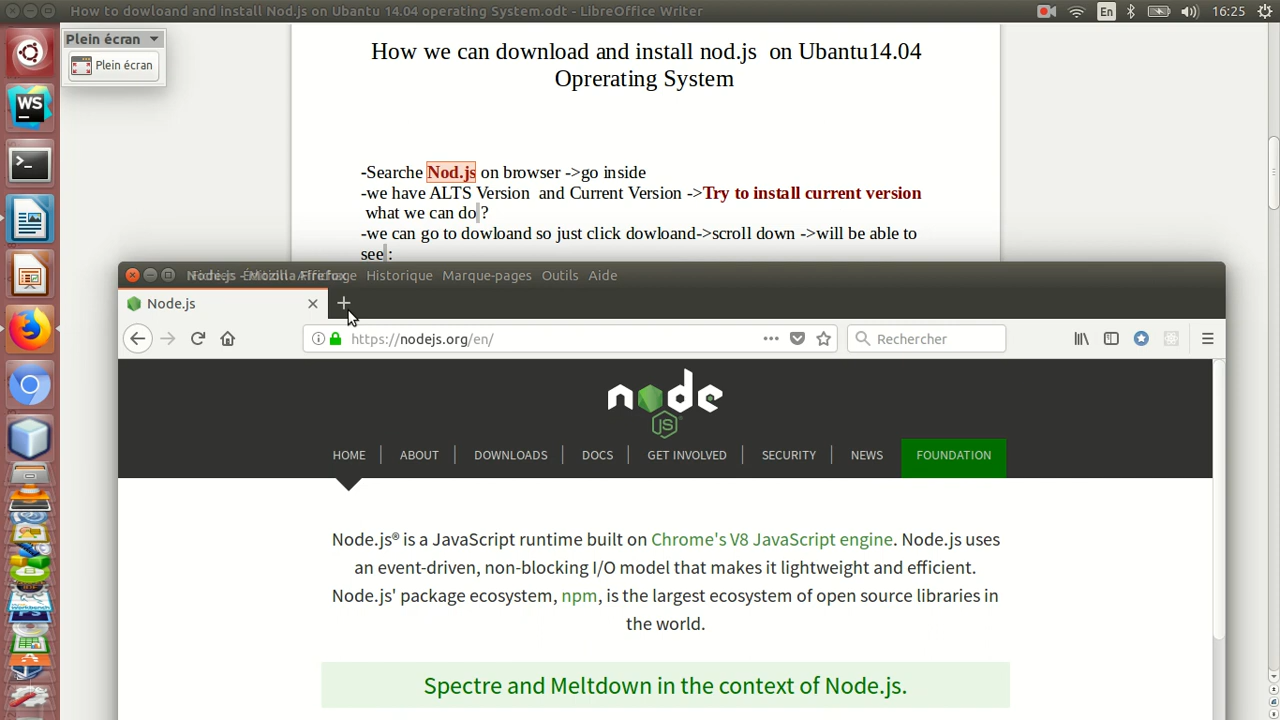 How to dowloand and install Nod.js on Ubuntu 14.04 operating System.odt - LibreOffice Writer
En
16:25
Plein écran
Plein écran
How we can download and install nod.js on Ubuntu14.04
Oprerating System
-Searche Nod.js on browser ->go inside
-we have ALTS Version and Current Version ->Try to install current version
what we can do ?
-we can go to dowloand so just click dowloand->scroll down ->will be able to
see :
Historique Marque-pages Outils Aide
Node.js
https://nodejs.org/en/
Rechercher
node
JS
HOME ABOUT DOWNLOADS DOCS GET INVOLVED SECURITY NEWS FOUNDATION
Node.js® is a JavaScript runtime built on Chrome's V8 JavaScript engine. Node.js uses
an event-driven, non-blocking I/O model that makes it lightweight and efficient.
Node.js' package ecosystem, npm, is the largest ecosystem of open source libraries in
the world.
Spectre and Meltdown in the context of Node.js.
WS